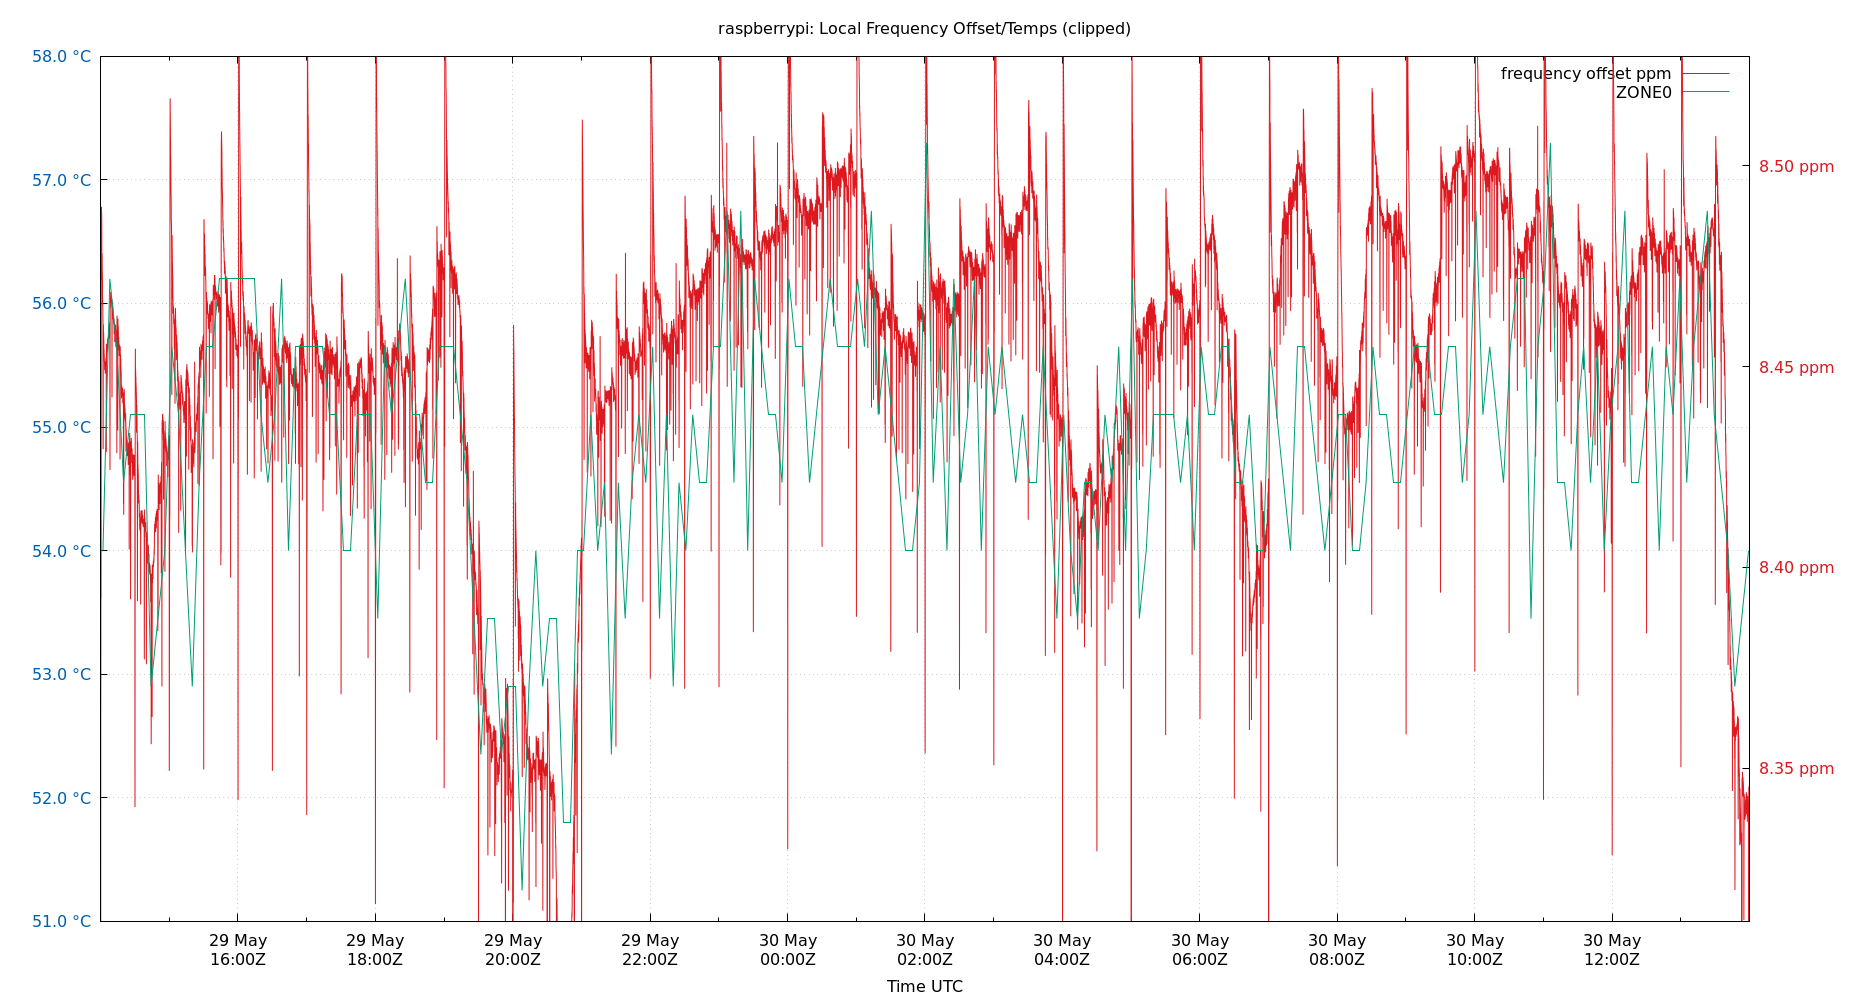 raspberrypi: Local Frequency Offset/Temps (clipped)
58.0 °C
frequency offset ppm
ZONE0
57.0 °C
8.50 ppm
56.0 °C
8.45 ppm
55.0 °C
54.0 °C
8.40 ppm
53.0 °C
8.35 ppm
52.0 °C
51.0 °C
29 May 29 May 29 May 29 May 30 May 30 May 30 May 30 May 30 May 30 May 30 May
16:00Z 18:00Z 20:00Z 22:00Z 00:00Z 02:00Z 04:00Z 06:00Z 08:00Z 10:00Z 12:00Z
Time UTC